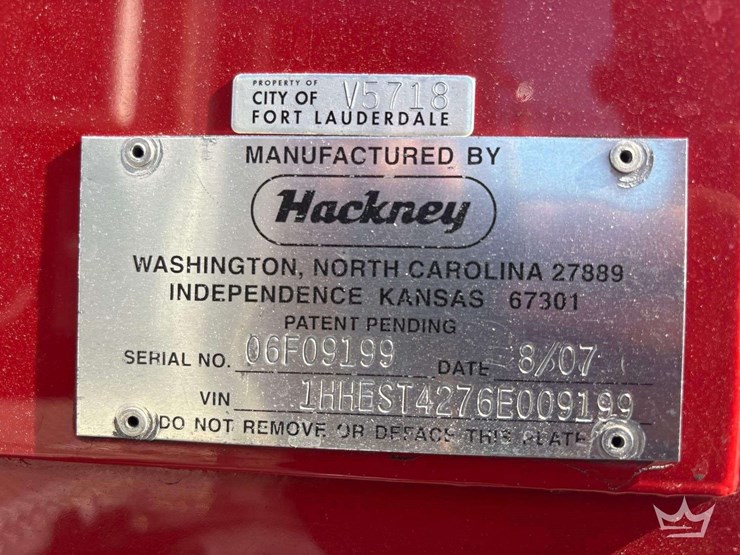 PROPERTY OF
CITY OF V5718
FORT LAUDERDALE
MANUFACTURED BY
Hackney
WASHINGTON, NORTH CAROLINA 27889
INDEPENDENCE KANSAS 67301
PATENT PENDING
SERIAL NO. 06F09199 DATE 8/07
VIN 1HHEST4276E009199
DO NOT REMOVE OR DEFACE THIS PLATE